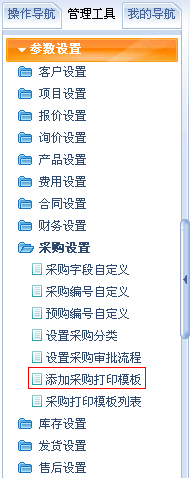 操作导航 管理工具 我的导航
参数设置
客户设置
项目设置
报价设置
询价设置
产品设置
费用设置
合同设置
财务设置
采购设置
采购字段自定义
采购编号自定义
预购编号自定义
设置采购分类
设置采购审批流程
添加采购打印模板
采购打印模板列表
库存设置
发货设置
售后设置